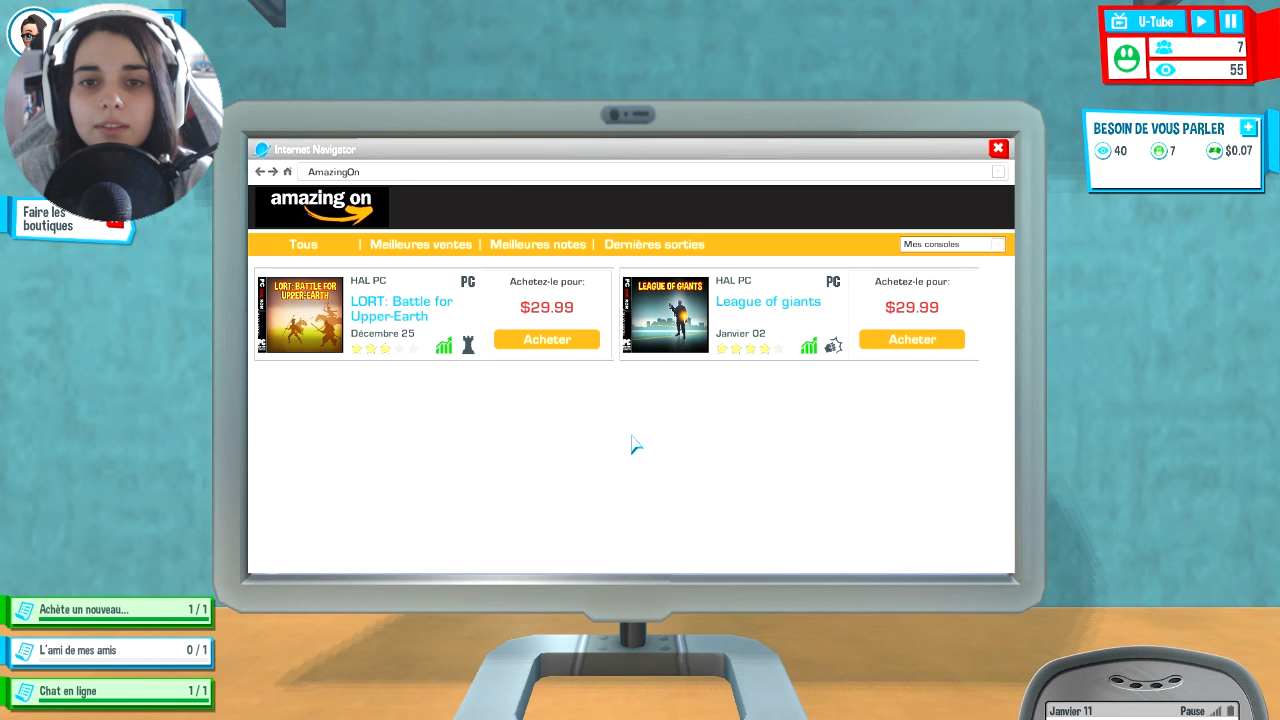 U-Tube
7
55
BESOIN DE VOUS PARLER
40 7 $0.07
Faire les
boutiques
Internet Navigator
AmazingOn
amazing on
Tous | Meilleures ventes | Meilleures notes | Dernières sorties
Mes consoles
LORT: BATTLE FOR
UPPER-EARTH
HAL PC PC
LORT: Battle for
Upper-Earth
Décembre 25
Achetez-le pour:
$29.99
Acheter
LEAGUE OF GIANTS
HAL PC PC
League of giants
Janvier 02
Achetez-le pour:
$29.99
Acheter
Achète un nouveau... 1 / 1
L'ami de mes amis 0 / 1
Chat en ligne 1 / 1
Janvier 11 Pause